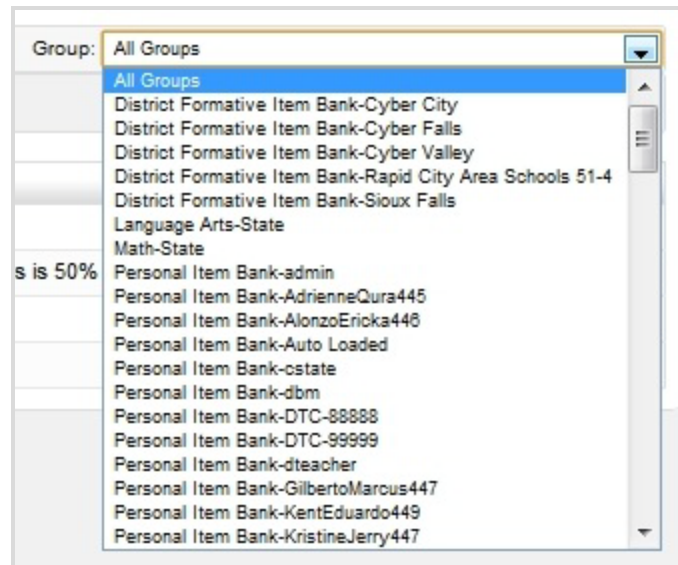 Group: All Groups
All Groups
District Formative Item Bank-Cyber City
District Formative Item Bank-Cyber Falls
District Formative Item Bank-Cyber Valley
District Formative Item Bank-Rapid City Area Schools 51-4
District Formative Item Bank-Sioux Falls
Language Arts-State
Math-State
s is 50% Personal Item Bank-admin
Personal Item Bank-AdrienneQura445
Personal Item Bank-AlonzoEricka446
Personal Item Bank-Auto Loaded
Personal Item Bank-cstate
Personal Item Bank-dbm
Personal Item Bank-DTC-88888
Personal Item Bank-DTC-99999
Personal Item Bank-dteacher
Personal Item Bank-GilbertoMarcus447
Personal Item Bank-KentEduardo449
Personal Item Bank-KristineJerry447